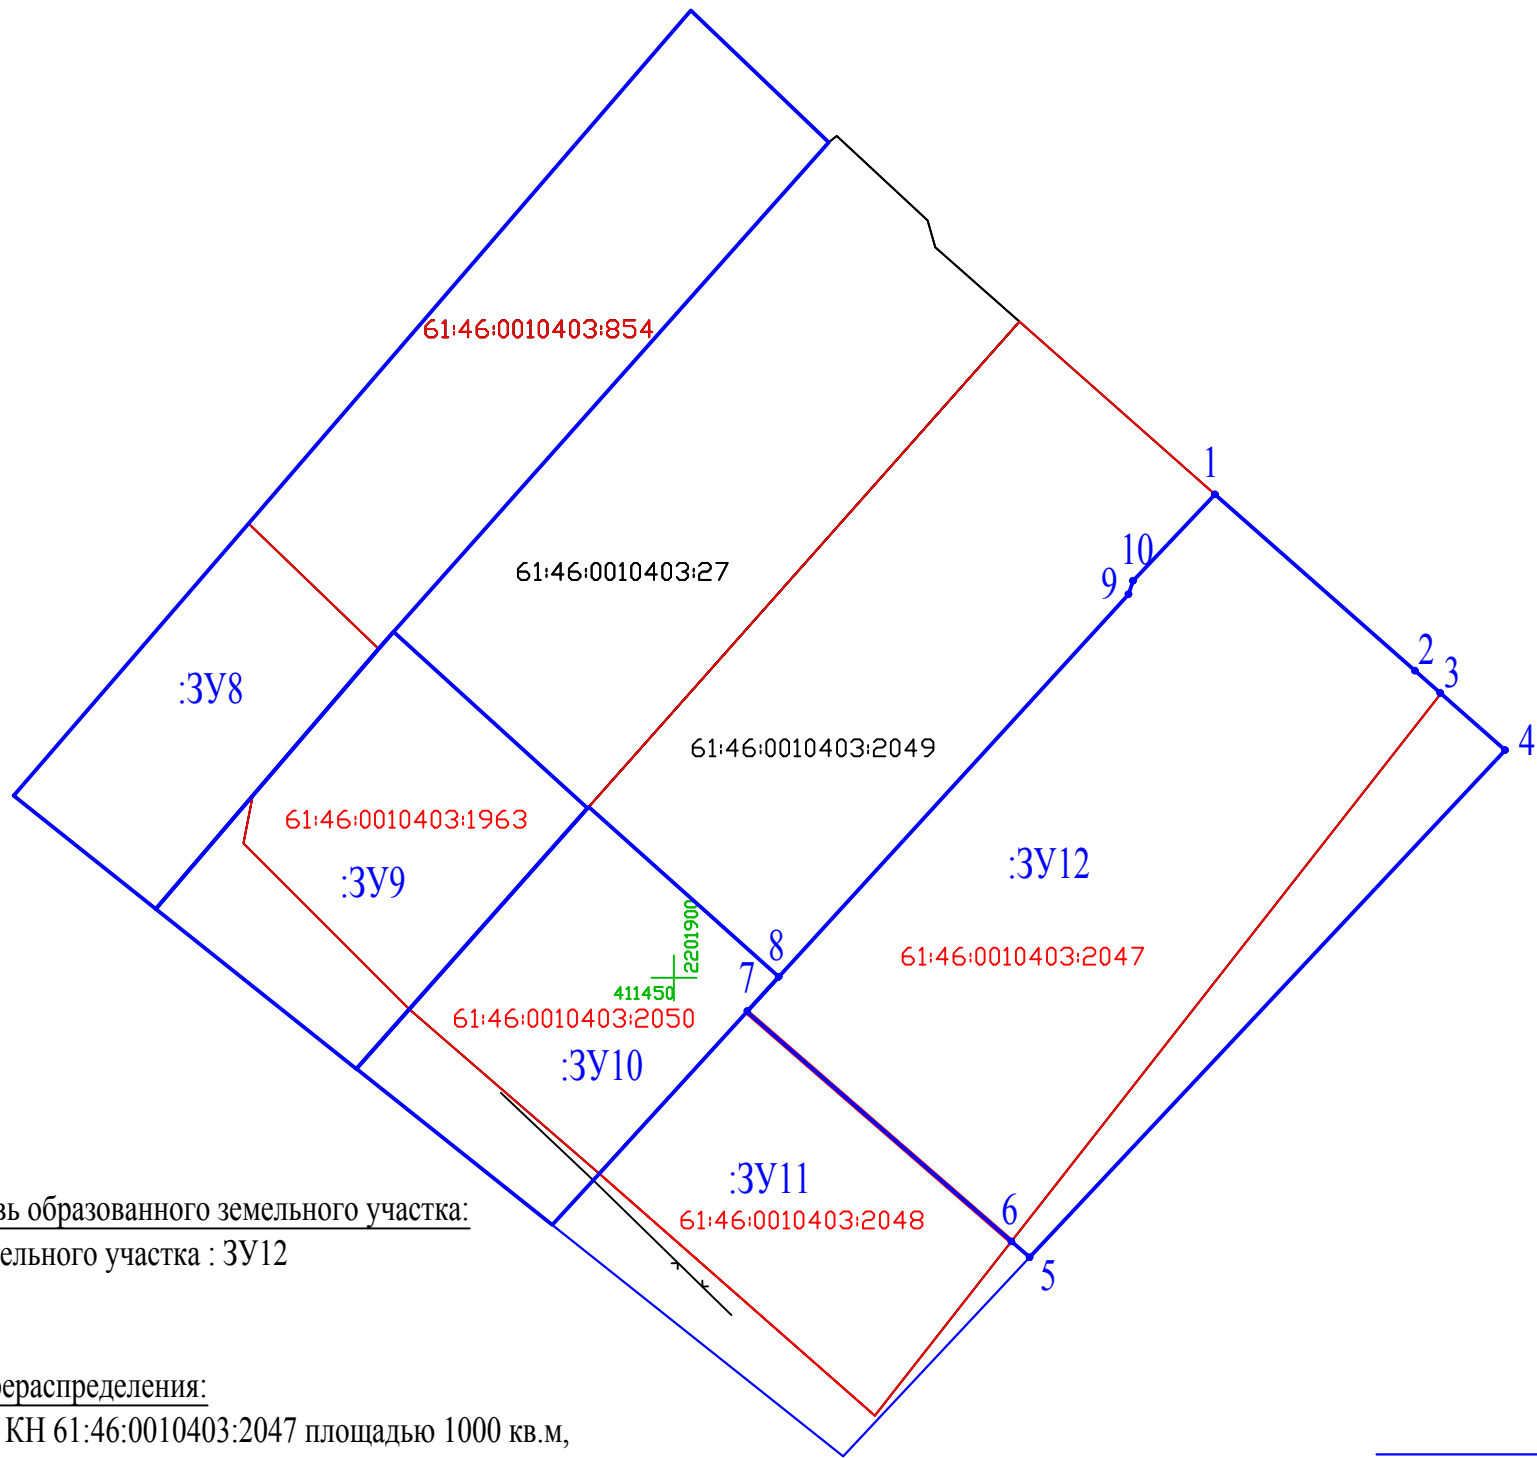 61:46:0010403:854
1
10
9
61:46:0010403:27
2
3
4
:ЗУ8
61:46:0010403:2049
61:46:0010403:1963
:ЗУ9
:ЗУ12
2201900
8
7
61:46:0010403:2047
411450
61:46:0010403:2050
:ЗУ10
:ЗУ11
61:46:0010403:2048
6
5
вь образованного земельного участка:
ельного участка : ЗУ12
рераспределения:
КН 61:46:0010403:2047 площадью 1000 кв.м,